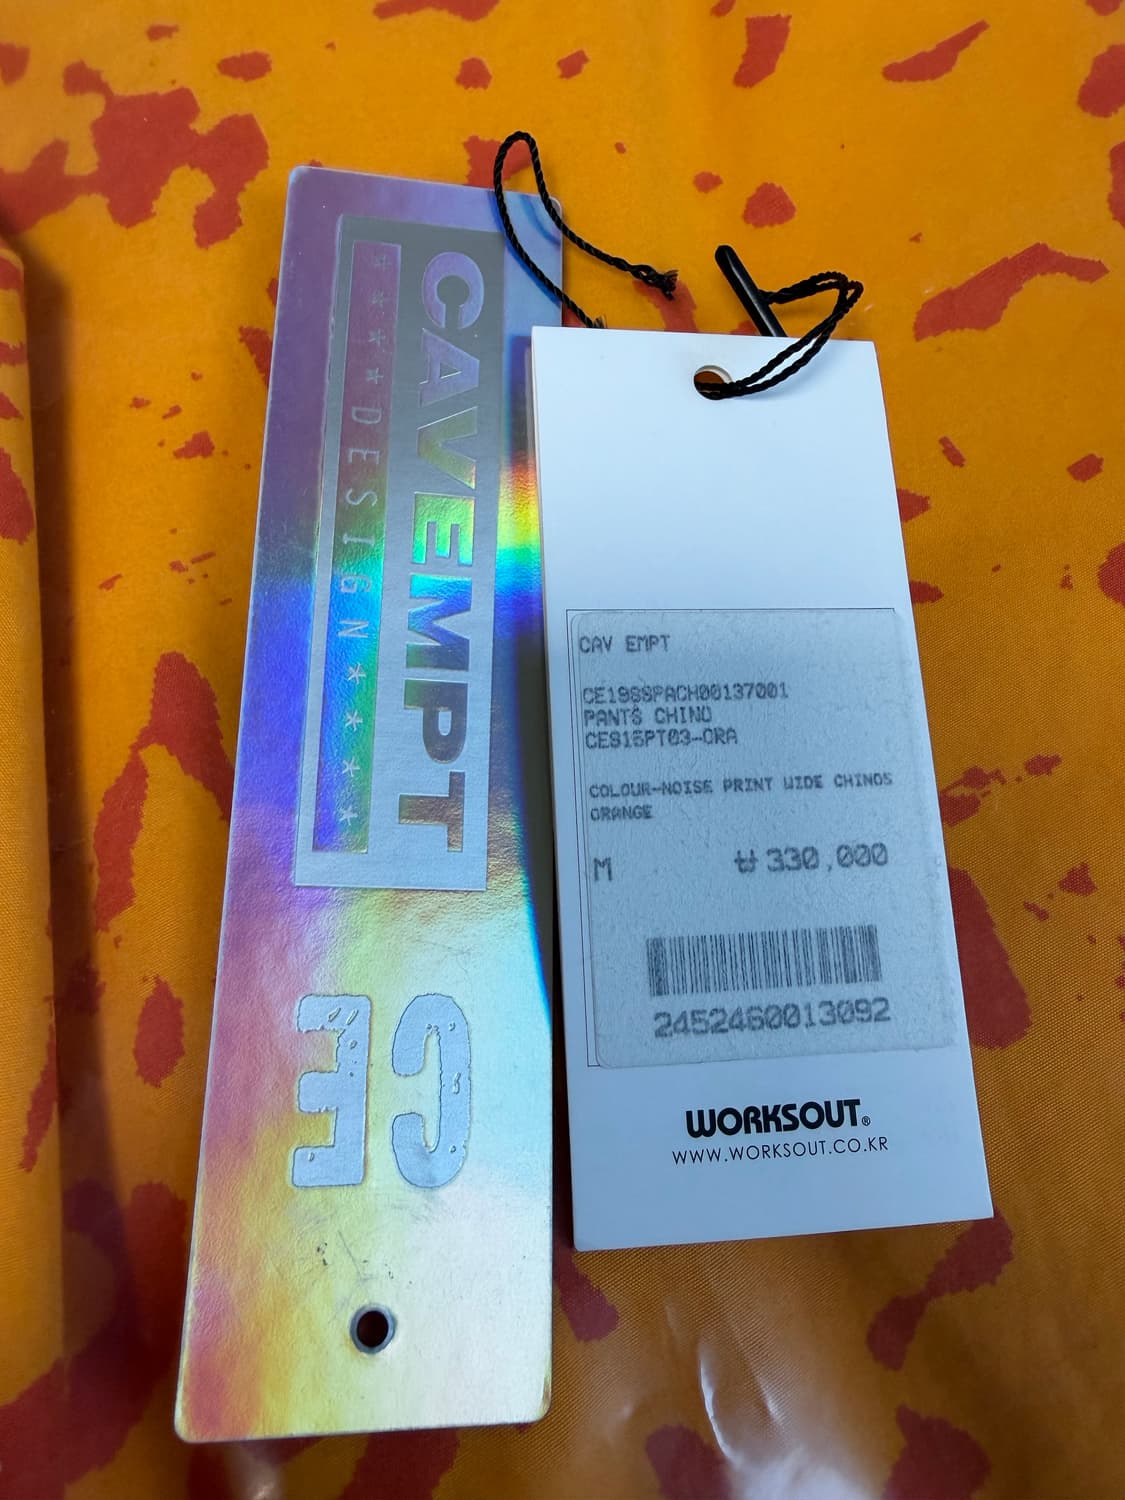 CAVEMPT
****DESIGN****
CE
CAV EMPT
CE19SSPACH00137001
PANTS CHINO
CES15PT03-ORA
COLOUR-NOISE PRINT WIDE CHINOS
ORANGE
M ₩ 330,000
2452460013092
WORKSOUT®
WWW.WORKSOUT.CO.KR